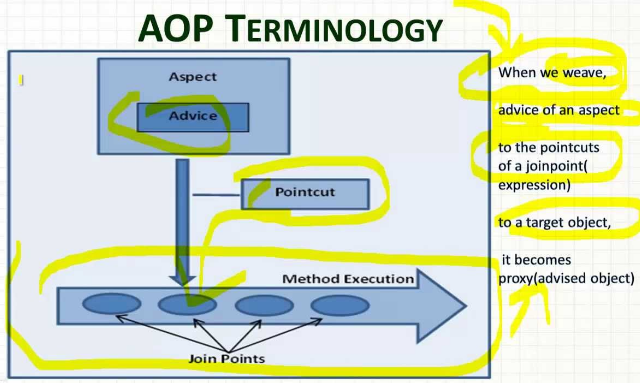 AOP TERMINOLOGY
Aspect
Advice
Pointcut
Method Execution
Join Points
When we weave,
advice of an aspect
to the pointcuts
of a joinpoint(
expression)
to a target object,
it becomes
proxy(advised object)